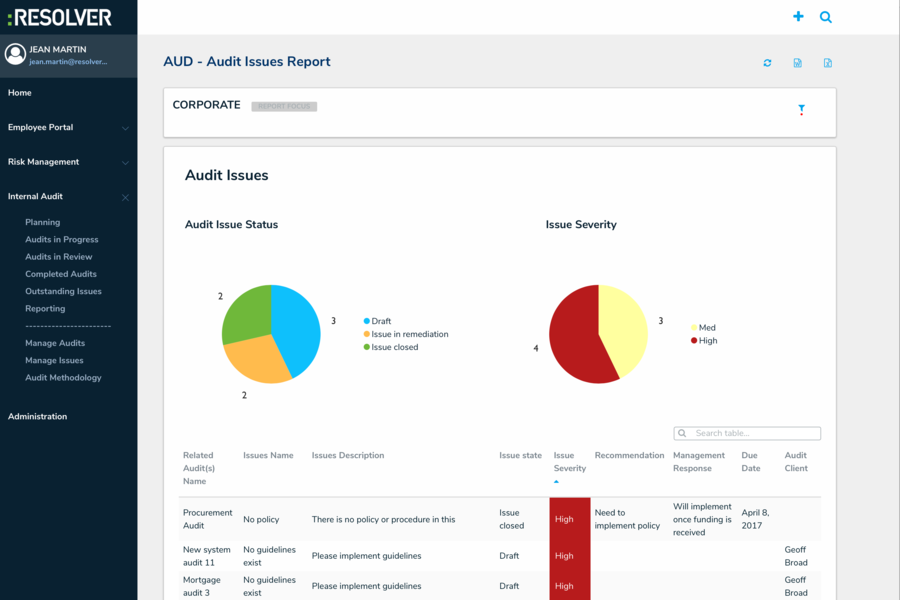 :RESOLVER
JEAN MARTIN
jean.martin@resolver...
Home
Employee Portal
Risk Management
Internal Audit
Planning
Audits in Progress
Audits in Review
Completed Audits
Outstanding Issues
Reporting
-----------------------
Manage Audits
Manage Issues
Audit Methodology
Administration
AUD - Audit Issues Report
CORPORATE REPORT FOCUS
Audit Issues
Audit Issue Status
2
3
2
Draft
Issue in remediation
Issue closed
Issue Severity
3
4
Med
High
Search table...
Related Audit(s) Name Issues Name Issues Description Issue state Issue Severity Recommendation Management Response Due Date Audit Client
Procurement Audit No policy There is no policy or procedure in this Issue closed High Need to implement policy Will implement once funding is received April 8, 2017
New system audit 11 No guidelines exist Please implement guidelines Draft High Geoff Broad
Mortgage audit 3 No guidelines exist Please implement guidelines Draft High Geoff Broad